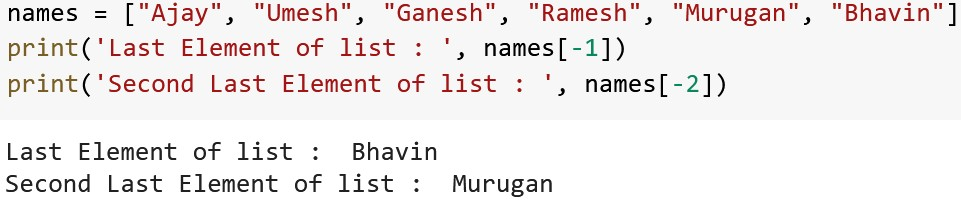 names = ["Ajay", "Umesh", "Ganesh", "Ramesh", "Murugan", "Bhavin"]
print('Last Element of list : ', names[-1])
print('Second Last Element of list : ', names[-2])
Last Element of list :  Bhavin
Second Last Element of list :  Murugan